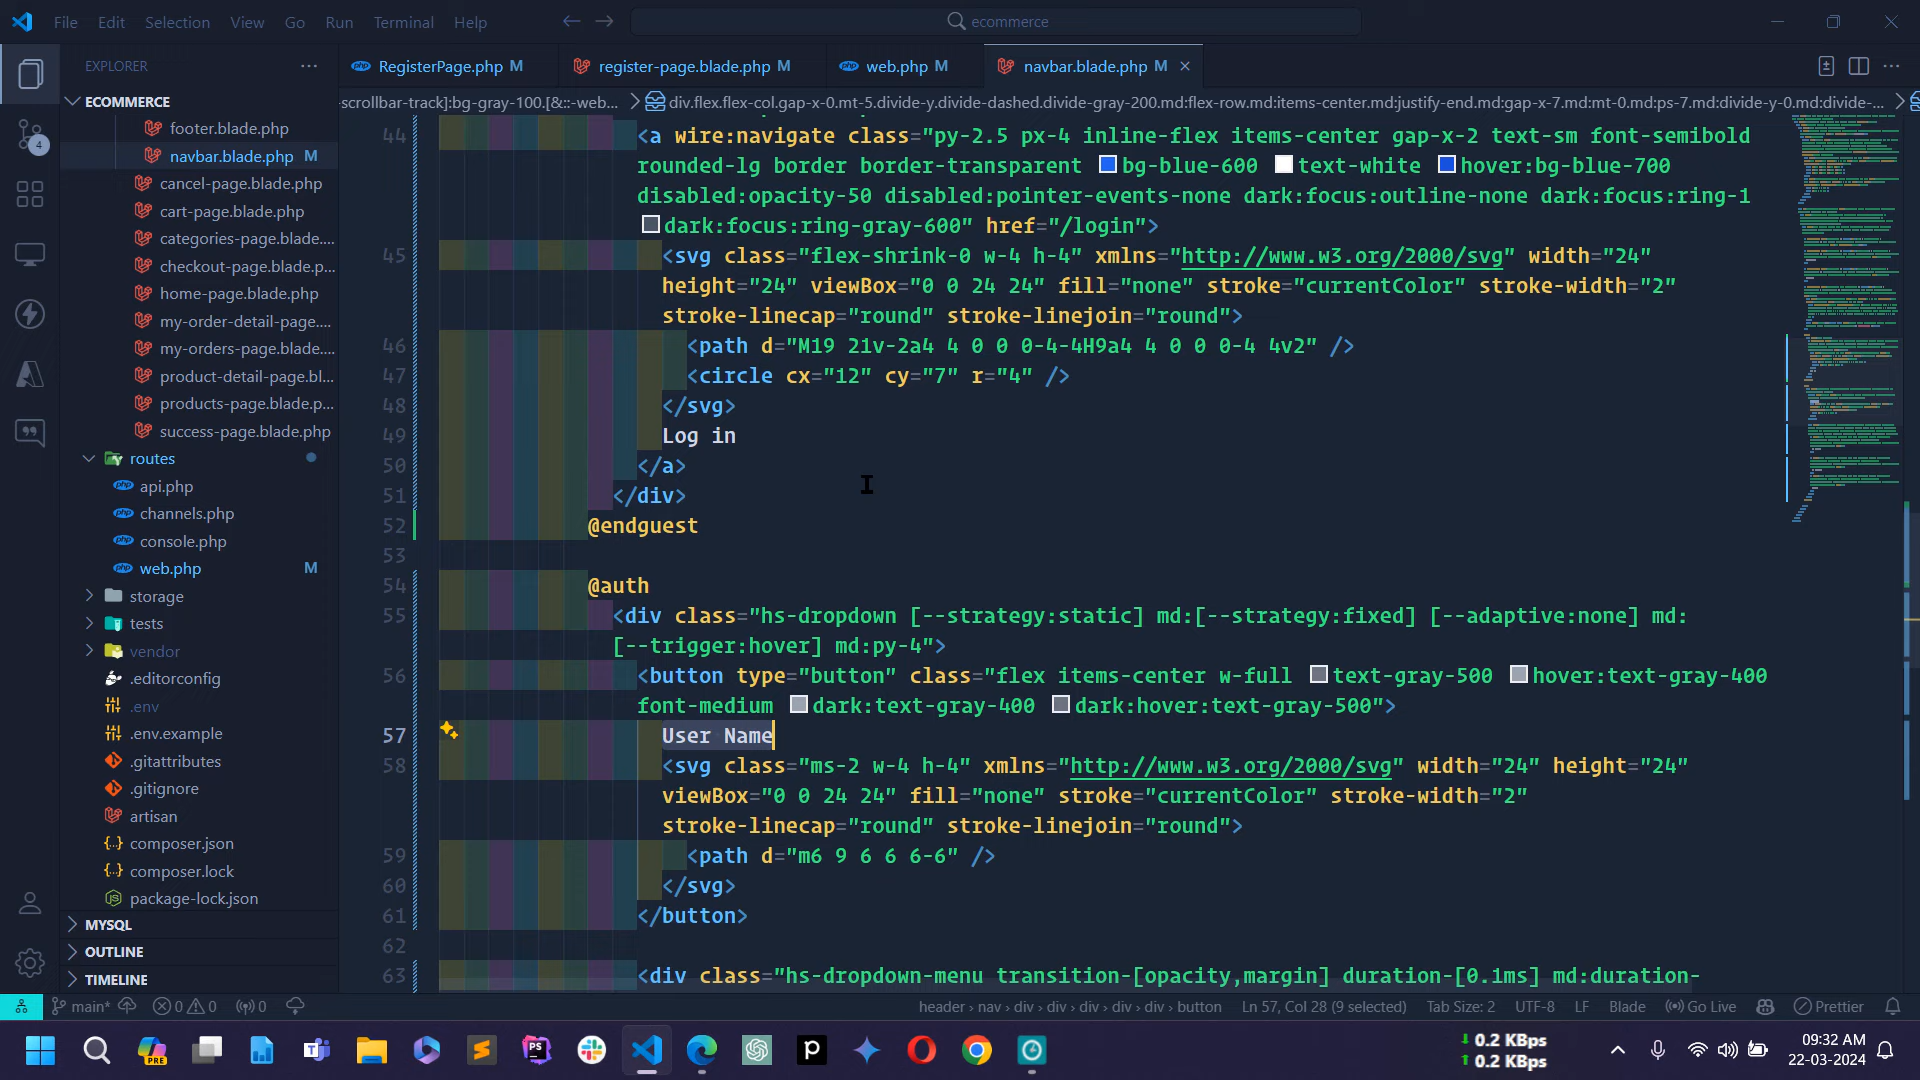 File Edit Selection View Go Run Terminal Help
ecommerce
EXPLORER
RegisterPage.php M
register-page.blade.php M
web.php M
navbar.blade.php M
ECOMMERCE
footer.blade.php
navbar.blade.php M
cancel-page.blade.php
cart-page.blade.php
categories-page.blade....
checkout-page.blade.p...
home-page.blade.php
my-order-detail-page....
my-orders-page.blade....
product-detail-page.bl...
products-page.blade.p...
success-page.blade.php
routes
api.php
channels.php
console.php
web.php M
storage
tests
vendor
.editorconfig
.env
.env.example
.gitattributes
.gitignore
artisan
composer.json
composer.lock
package-lock.json
MYSQL
OUTLINE
TIMELINE
4
-scrollbar-track]:bg-gray-100.[&::-web... > div.flex.flex-col.gap-x-0.mt-5.divide-y.divide-dashed.divide-gray-200.md:flex-row.md:items-center.md:justify-end.md:gap-x-7.md:mt-0.md:ps-7.md:divide-y-0.md:divide-... >
44 <a wire:navigate class="py-2.5 px-4 inline-flex items-center gap-x-2 text-sm font-semibold
rounded-lg border border-transparent bg-blue-600 text-white hover:bg-blue-700
disabled:opacity-50 disabled:pointer-events-none dark:focus:outline-none dark:focus:ring-1
dark:focus:ring-gray-600" href="/login">
45 <svg class="flex-shrink-0 w-4 h-4" xmlns="http://www.w3.org/2000/svg" width="24"
height="24" viewBox="0 0 24 24" fill="none" stroke="currentColor" stroke-width="2"
stroke-linecap="round" stroke-linejoin="round">
46 <path d="M19 21v-2a4 4 0 0 0-4-4H9a4 4 0 0 0-4 4v2" />
47 <circle cx="12" cy="7" r="4" />
48 </svg>
49 Log in
50 </a>
51 </div>
52 @endguest
53
54 @auth
55 <div class="hs-dropdown [--strategy:static] md:[--strategy:fixed] [--adaptive:none] md:
[--trigger:hover] md:py-4">
56 <button type="button" class="flex items-center w-full text-gray-500 hover:text-gray-400
font-medium dark:text-gray-400 dark:hover:text-gray-500">
57 User Name
58 <svg class="ms-2 w-4 h-4" xmlns="http://www.w3.org/2000/svg" width="24" height="24"
viewBox="0 0 24 24" fill="none" stroke="currentColor" stroke-width="2"
stroke-linecap="round" stroke-linejoin="round">
59 <path d="m6 9 6 6 6-6" />
60 </svg>
61 </button>
62
63 <div class="hs-dropdown-menu transition-[opacity,margin] duration-[0.1ms] md:duration-
main* 0 0 0 header > nav > div > div > div > div > div > button Ln 57, Col 28 (9 selected) Tab Size: 2 UTF-8 LF Blade Go Live Prettier
PRE
PS
0.2 KBps
0.2 KBps
09:32 AM
22-03-2024